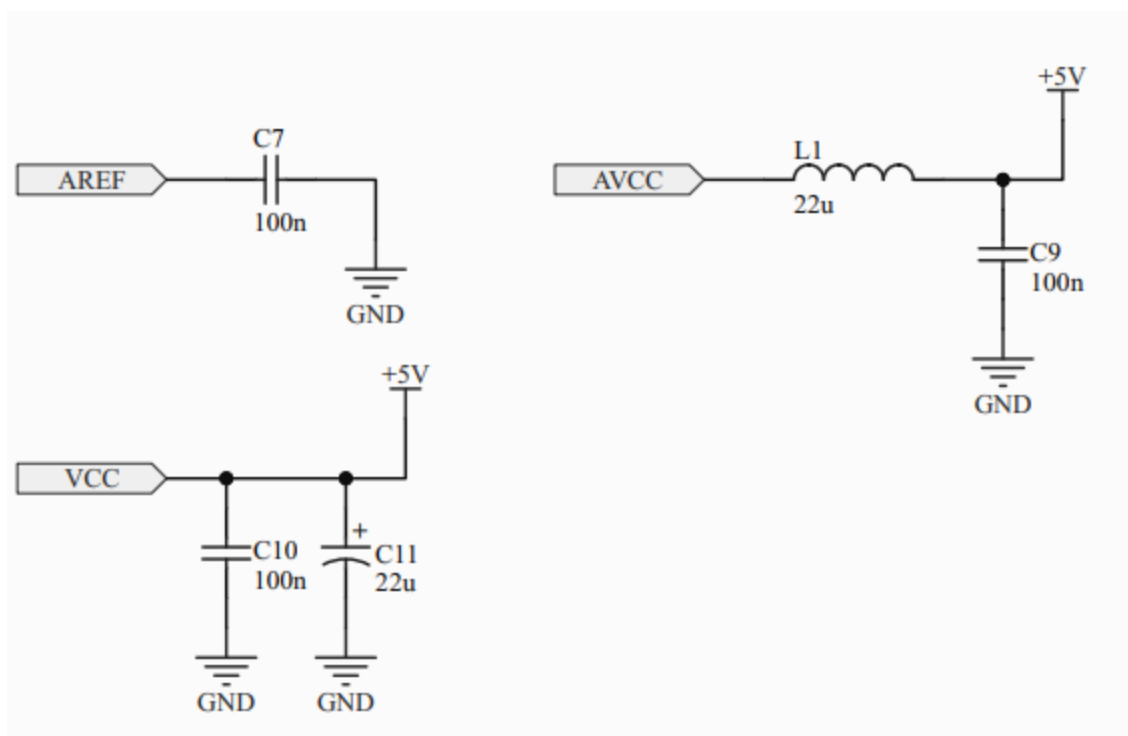 C7
AREF
100n
GND
+5V
L1
AVCC
22u
C9
100n
GND
+5V
VCC
C10
100n
C11
22u
GND
GND